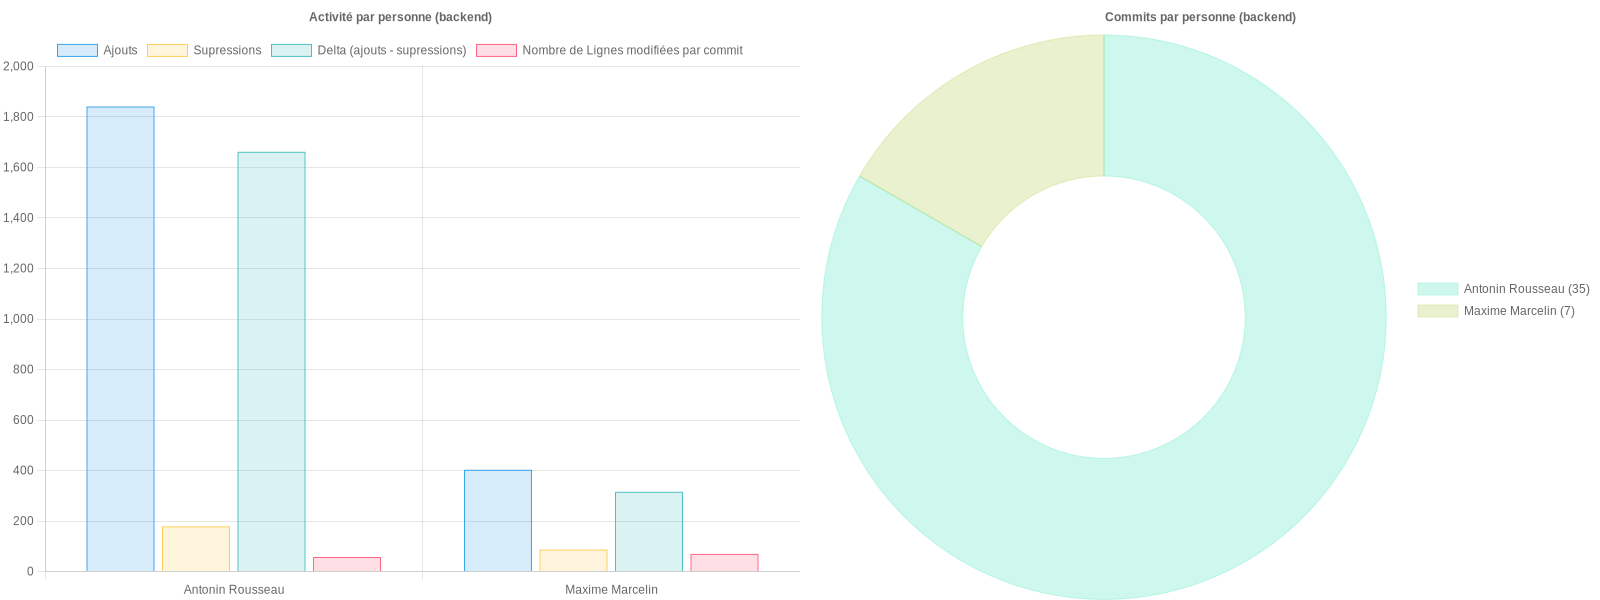 Activité par personne (backend)
Ajouts Supressions Delta (ajouts - supressions) Nombre de Lignes modifiées par commit
2,000
1,800
1,600
1,400
1,200
1,000
800
600
400
200
0
Antonin Rousseau Maxime Marcelin
Commits par personne (backend)
Antonin Rousseau (35)
Maxime Marcelin (7)